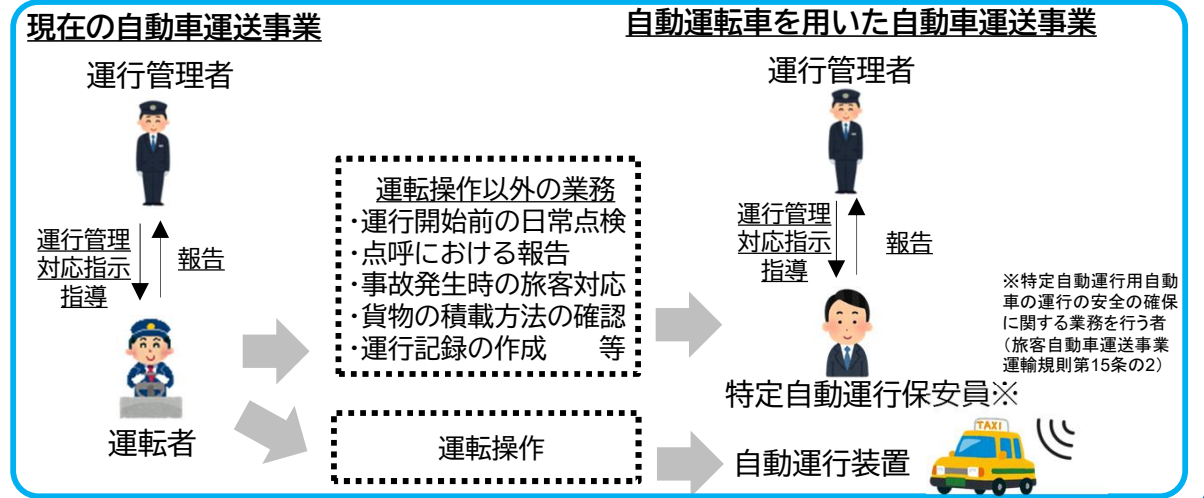 現在の自動車運送事業
運行管理者
運行管理
対応指示
指導
報告
運転者
運転操作以外の業務
・運行開始前の日常点検
・点呼における報告
・事故発生時の旅客対応
・貨物の積載方法の確認
・運行記録の作成　等
運転操作
自動運転車を用いた自動車運送事業
運行管理者
運行管理
対応指示
指導
報告
※特定自動運行用自動
車の運行の安全の確保
に関する業務を行う者
（旅客自動車運送事業
運輸規則第15条の2）
特定自動運行保安員※
自動運行装置
TAXI